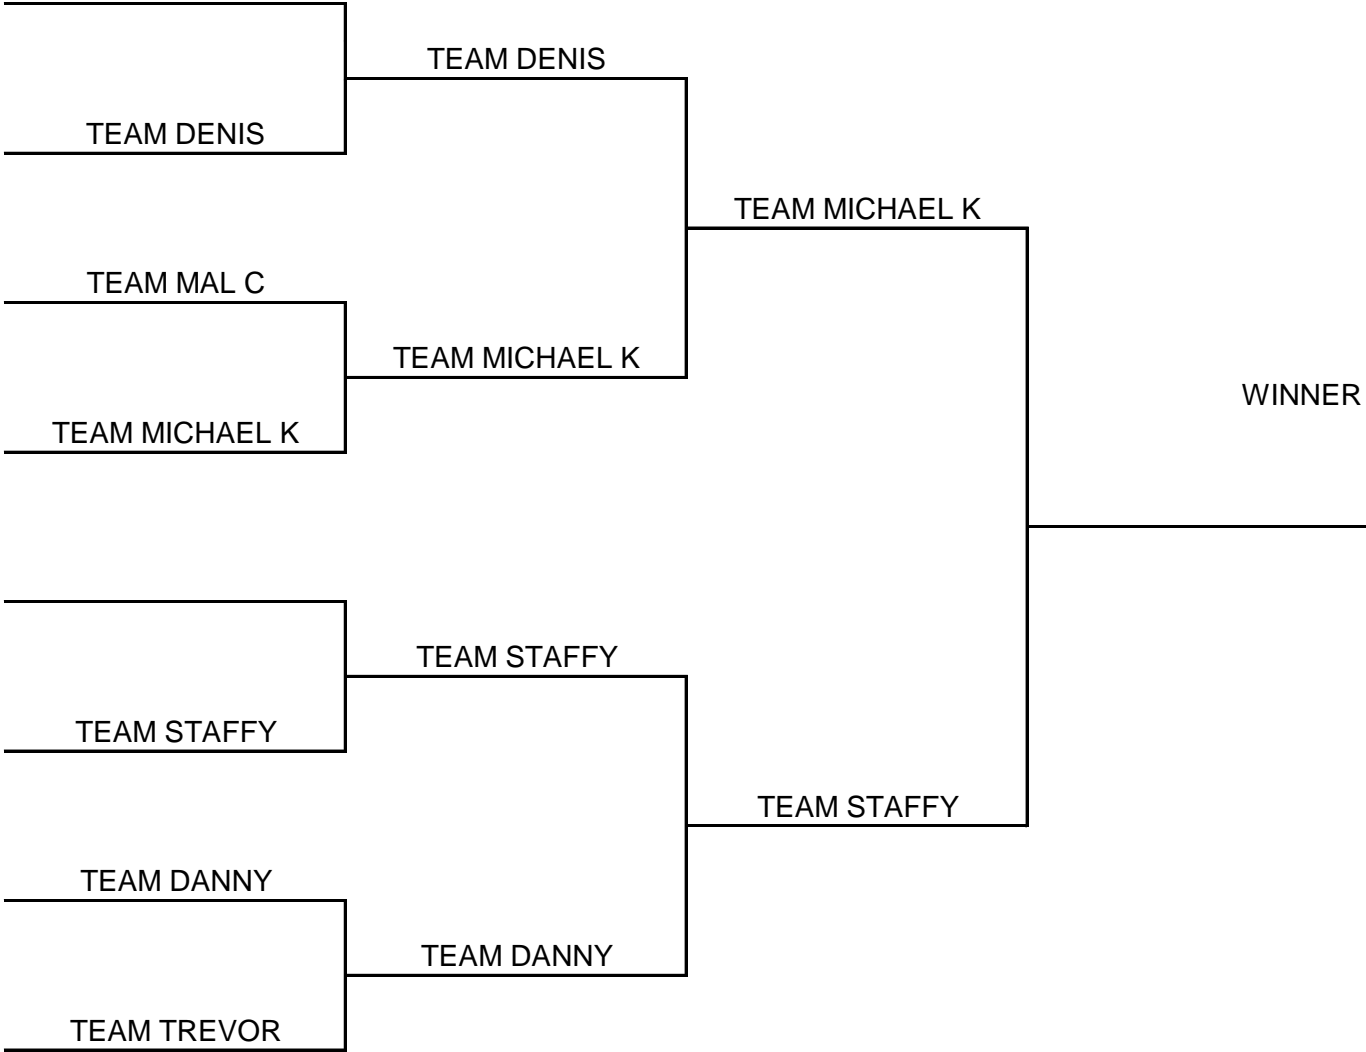 TEAM DENIS
TEAM DENIS
TEAM MICHAEL K
TEAM MAL C
TEAM MICHAEL K
WINNER
TEAM MICHAEL K
TEAM STAFFY
TEAM STAFFY
TEAM STAFFY
TEAM DANNY
TEAM DANNY
TEAM TREVOR